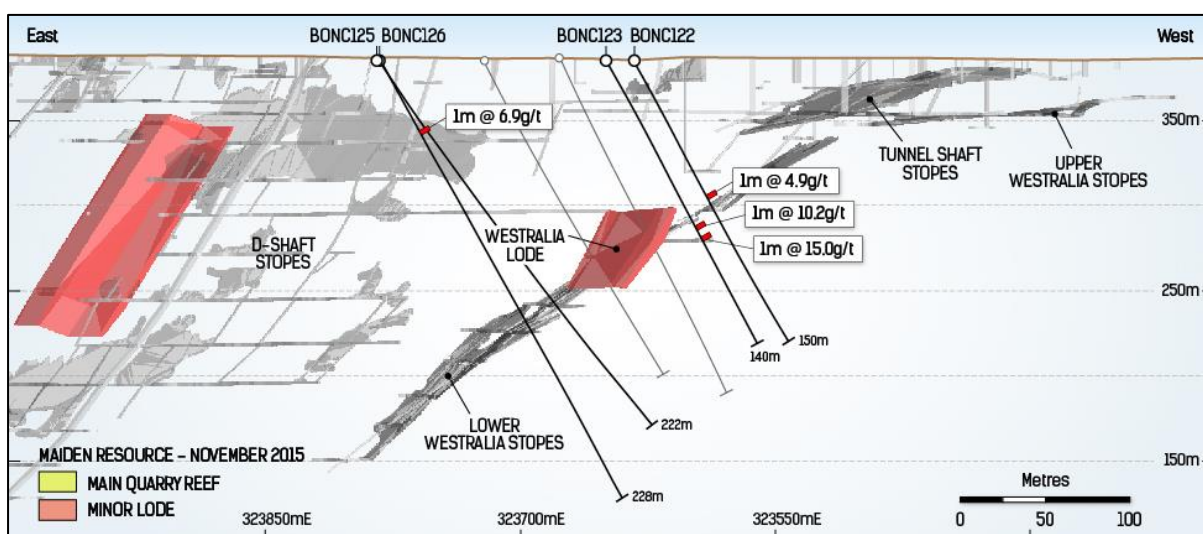 East
BONC125
BONC126
BONC123
BONC122
West
1m @ 6.9g/t
350m
TUNNEL SHAFT
STOPES
UPPER
WESTRALIA STOPES
1m @ 4.9g/t
1m @ 10.2g/t
1m @ 15.0g/t
WESTRALIA
LODE
D-SHAFT
STOPES
250m
150m
140m
LOWER
WESTRALIA STOPES
222m
228m
150m
MAIDEN RESOURCE – NOVEMBER 2015
MAIN QUARRY REEF
MINOR LODE
Metres
0
50
100
323850mE
323700mE
323550mE